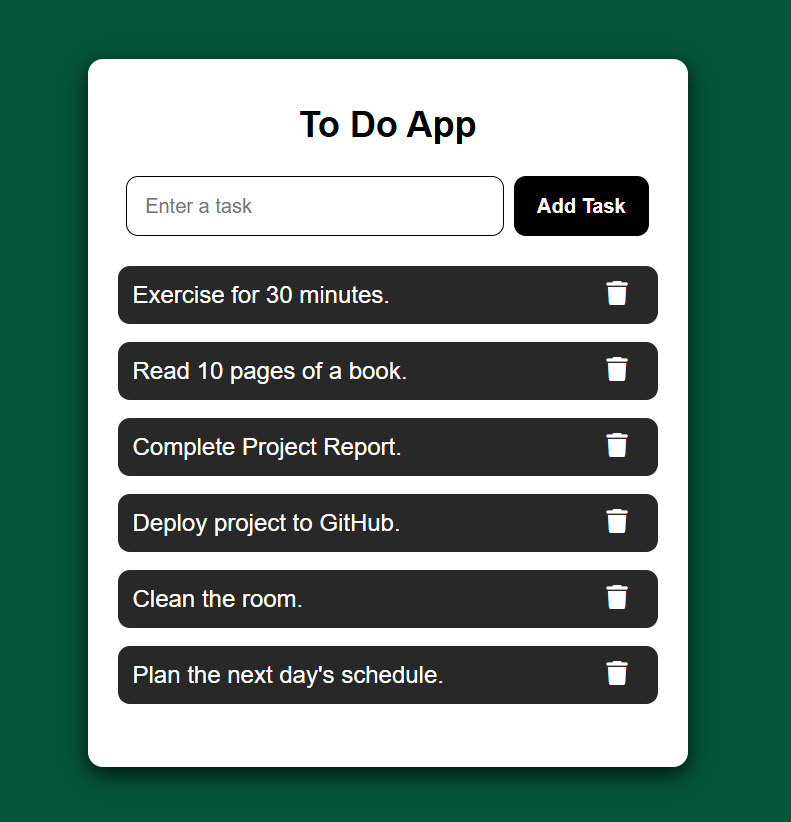 To Do App
Enter a task
Add Task
Exercise for 30 minutes.
Read 10 pages of a book.
Complete Project Report.
Deploy project to GitHub.
Clean the room.
Plan the next day's schedule.